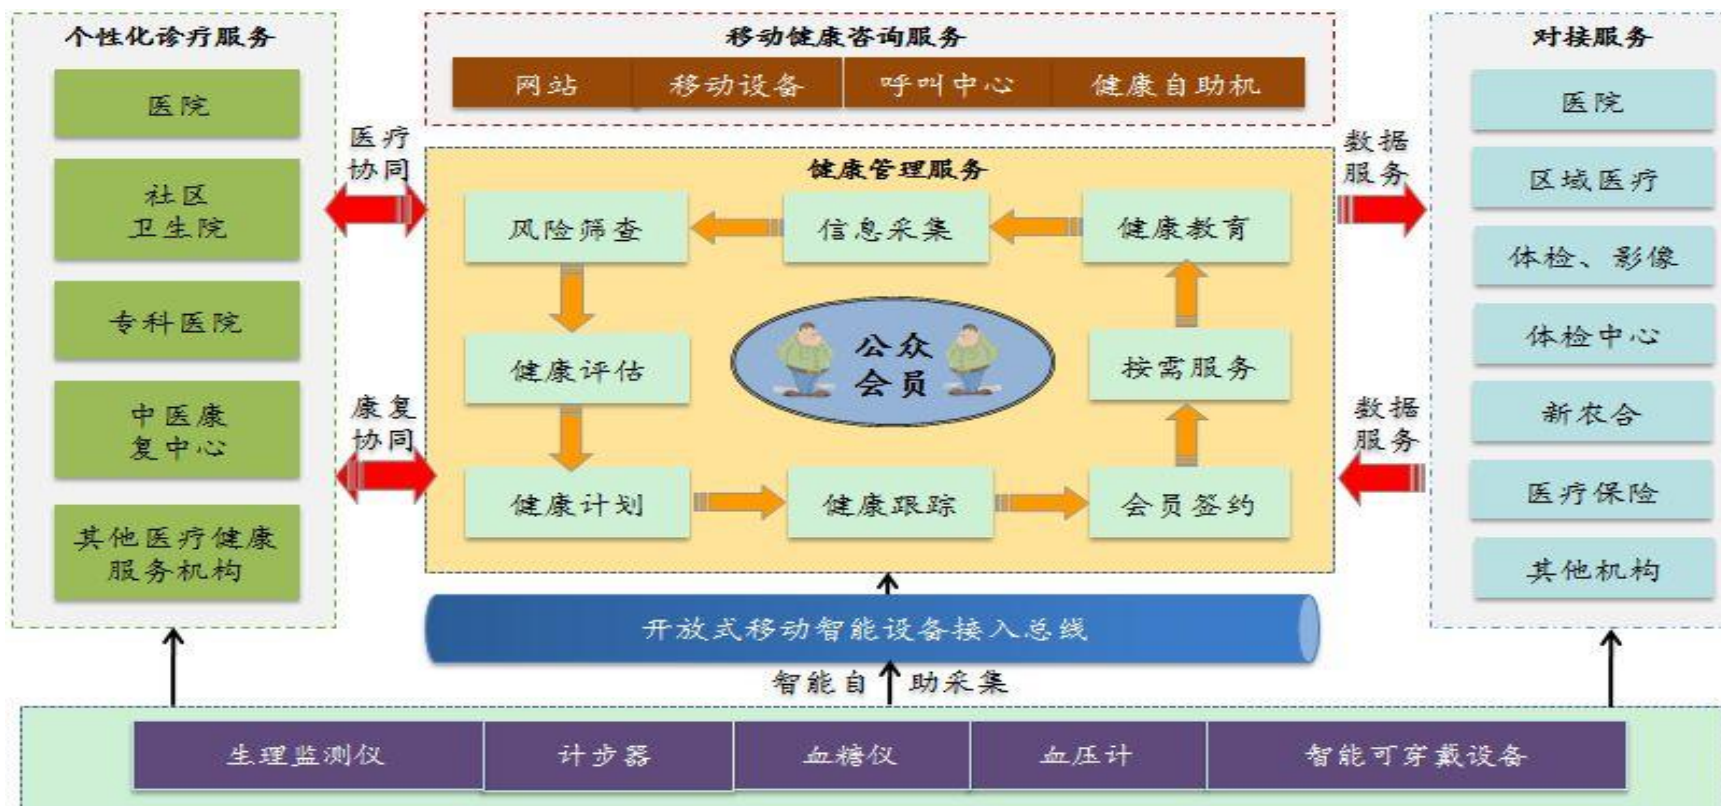 个性化诊疗服务
医院
社区
卫生院
专科医院
中医康
复中心
其他医疗健康
服务机构
医疗
协同
康复
协同
移动健康咨询服务
网站
移动设备
呼叫中心
健康自助机
健康管理服务
风险筛查
信息采集
健康教育
健康评估
公众
会员
按需服务
健康计划
健康跟踪
会员签约
数据
服务
数据
服务
对接服务
医院
区域医疗
体检、影像
体检中心
新农合
医疗保险
其他机构
开放式移动智能设备接入总线
智能自助采集
生理监测仪
计步器
血糖仪
血压计
智能可穿戴设备